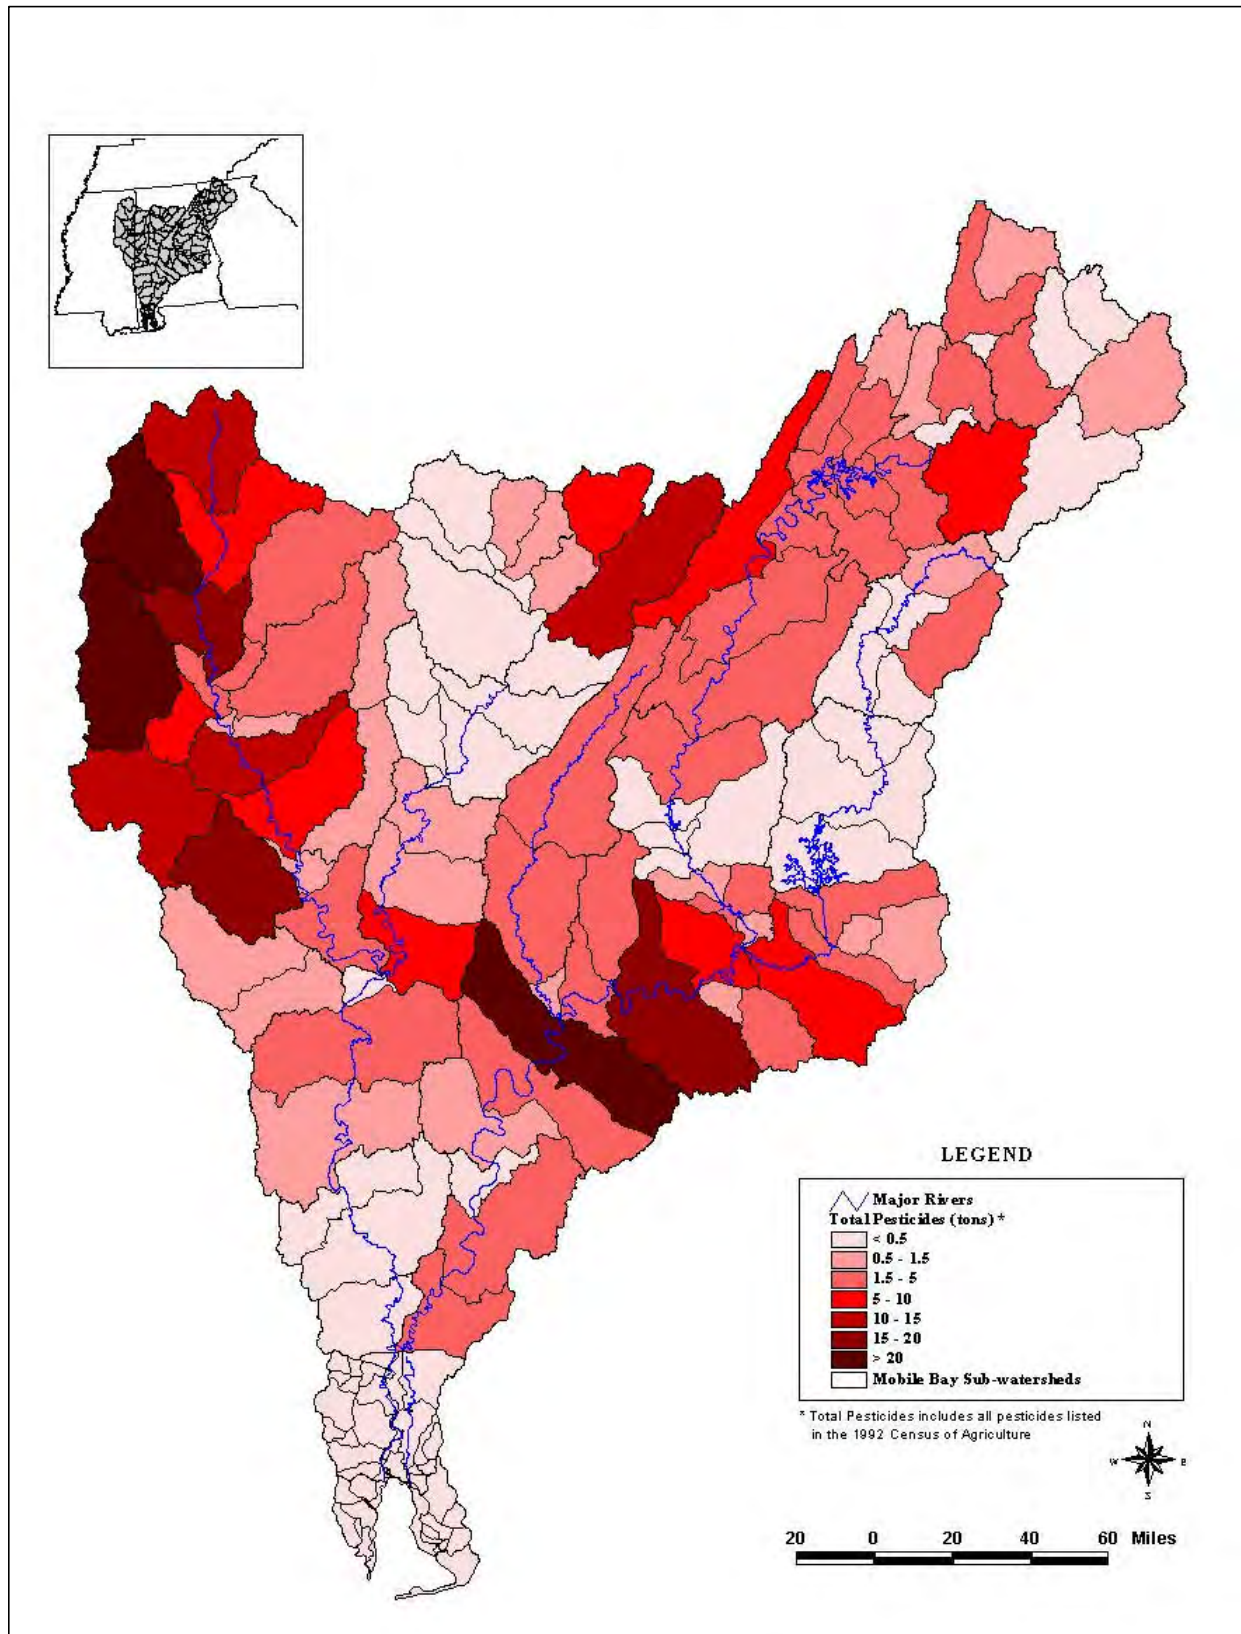 LEGEND
Major Rivers
Total Pesticides (tons) *
< 0.5
0.5 - 1.5
1.5 - 5
5 - 10
10 - 15
15 - 20
> 20
Mobile Bay Sub-watersheds
* Total Pesticides includes all pesticides listed
in the 1992 Census of Agriculture
N
W E
S
20 0 20 40 60 Miles